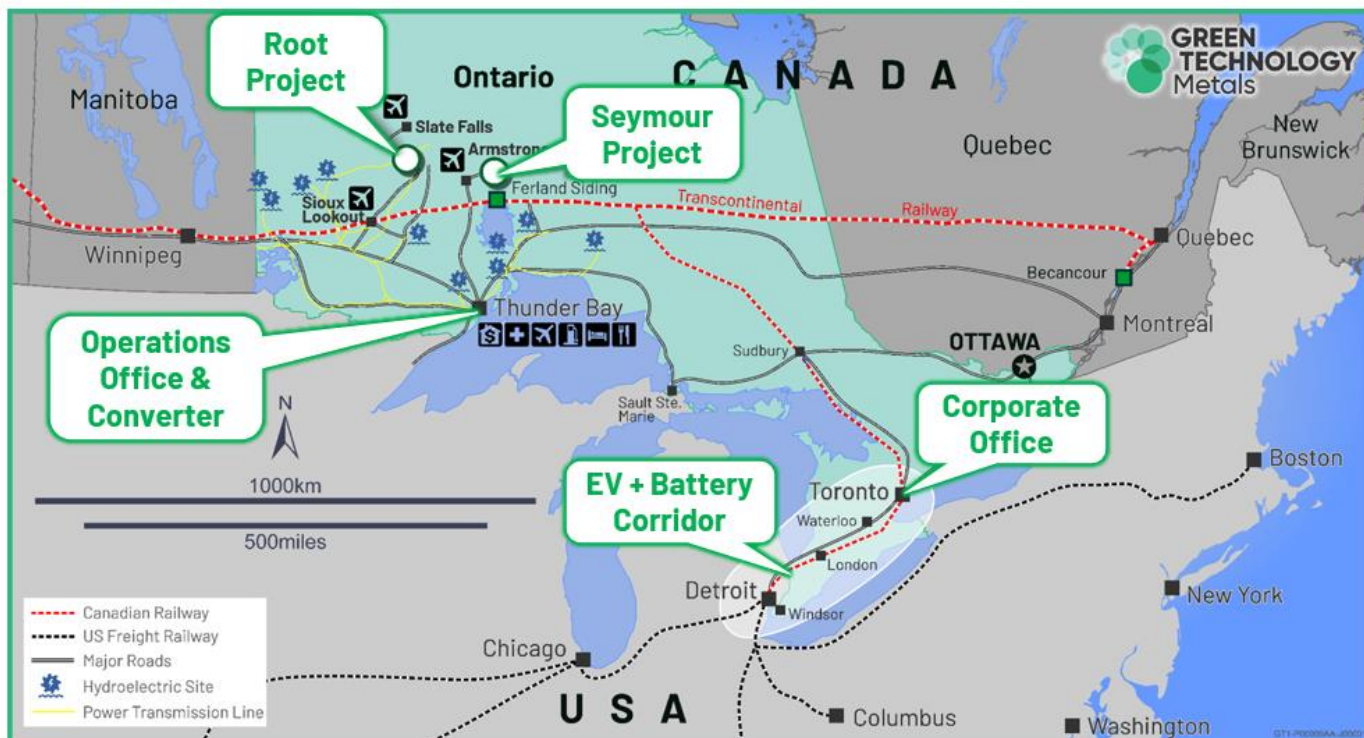 Root
Project
Ontario
CANADA
GREEN
TECHNOLOGY
Metals
Manitoba
Slate Falls
Seymour
Project
Quebec
New
Brunswick
Armstrong
Ferland Siding
Sioux
Lookout
Transcontinental
Railway
Winnipeg
Quebec
Becancour
Thunder Bay
Montreal
Operations
Office &
Converter
Sudbury
OTTAWA
Sault Ste.
Marie
Corporate
Office
N
1000km
500miles
EV + Battery
Corridor
Toronto
Waterloo
London
Boston
Detroit
Windsor
New York
Canadian Railway
US Freight Railway
Major Roads
Hydroelectric Site
Power Transmission Line
Chicago
USA
Columbus
Washington